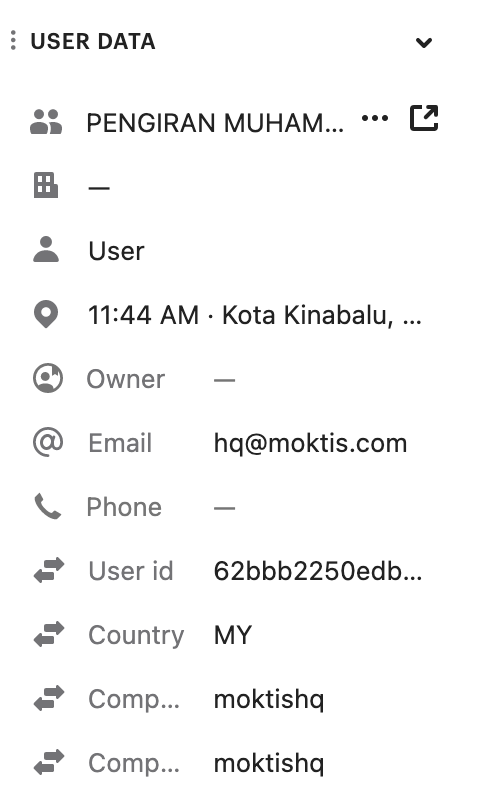 USER DATA
PENGIRAN MUHAM... •••
—
User
11:44 AM · Kota Kinabalu, ...
Owner —
Email hq@moktis.com
Phone —
User id 62bbb2250edb...
Country MY
Comp... moktishq
Comp... moktishq